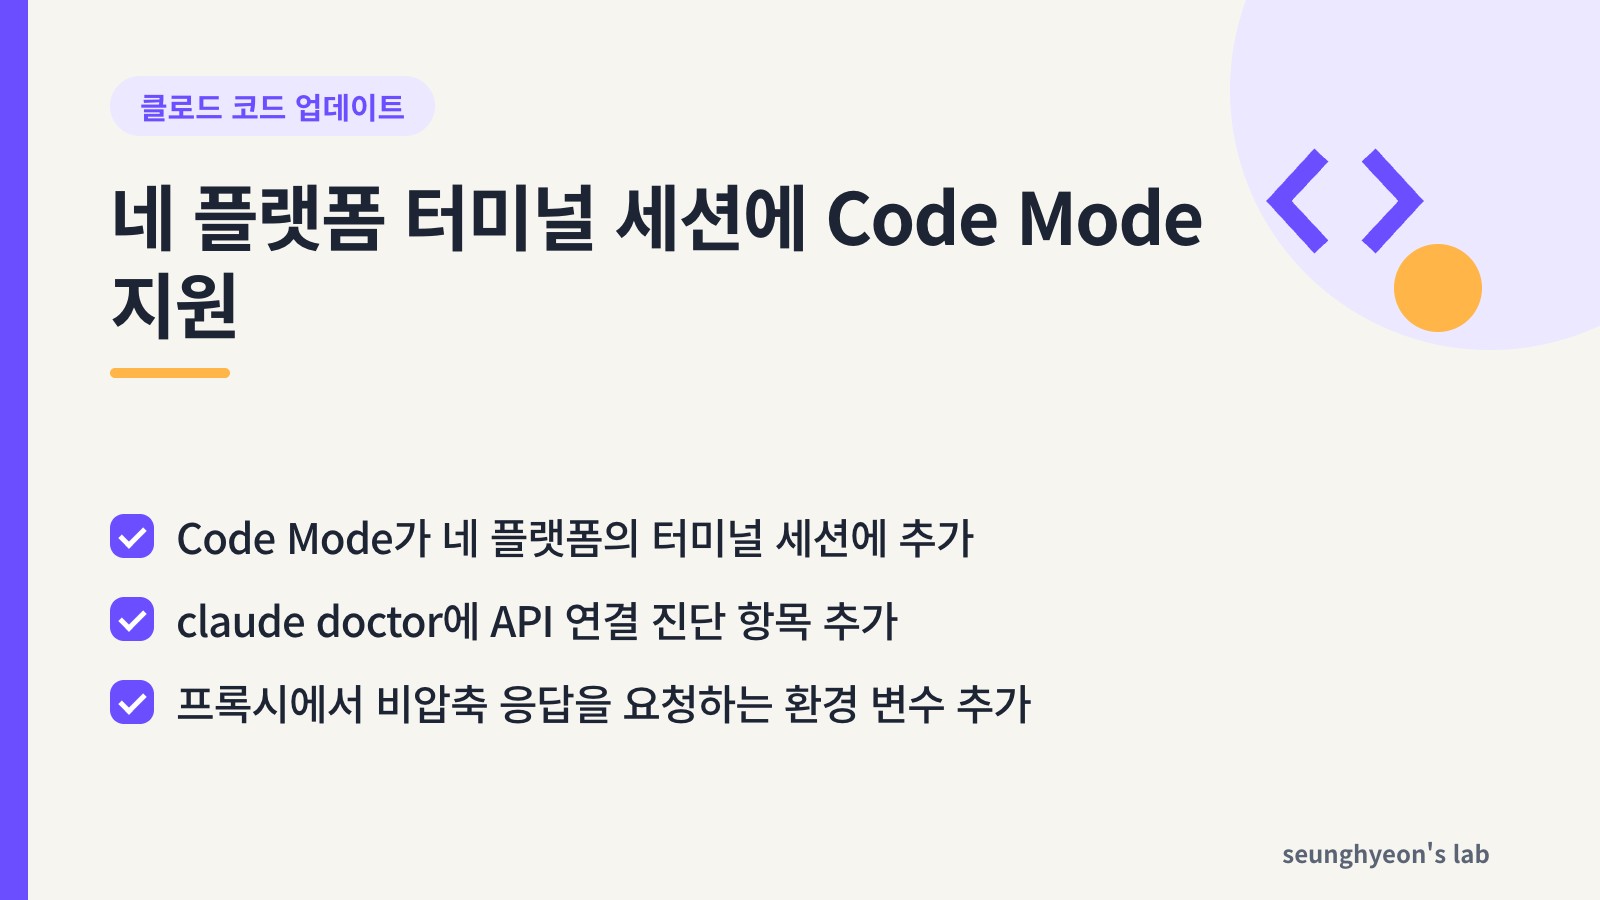 클로드 코드 업데이트
네 플랫폼 터미널 세션에 Code Mode
지원
Code Mode가 네 플랫폼의 터미널 세션에 추가
claude doctor에 API 연결 진단 항목 추가
프록시에서 비압축 응답을 요청하는 환경 변수 추가
seunghyeon's lab